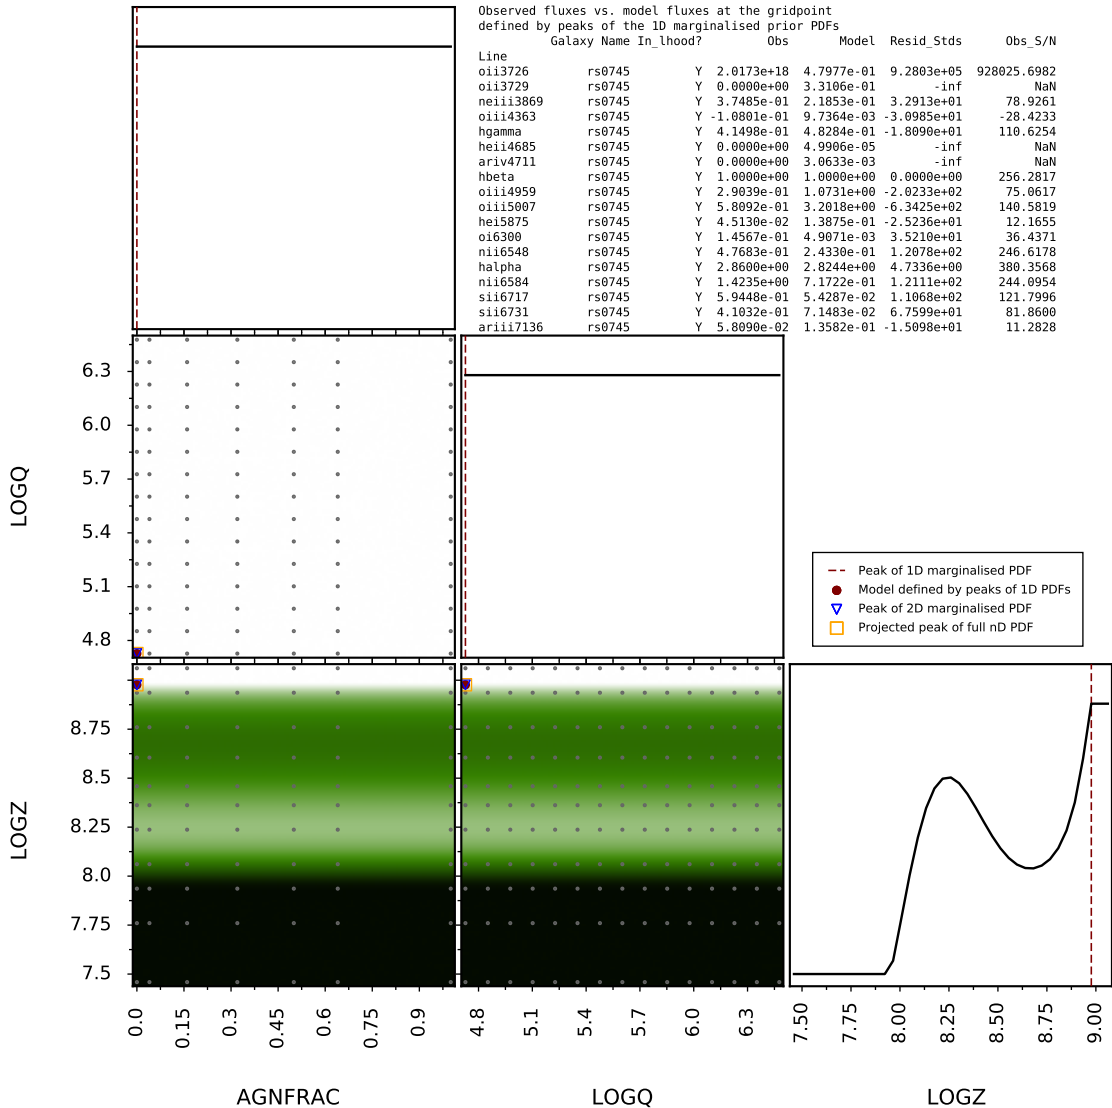 Observed fluxes vs. model fluxes at the gridpoint
defined by peaks of the 1D marginalised prior PDFs
Galaxy Name In_lhood? Obs Model Resid_Stds Obs_S/N
Line
oii3726 rs0745 Y 2.0173e+18 4.7977e-01 9.2803e+05 928025.6982
oii3729 rs0745 Y 0.0000e+00 3.3106e-01 -inf NaN
neiii3869 rs0745 Y 3.7485e-01 2.1853e-01 3.2913e+01 78.9261
oiii4363 rs0745 Y -1.0801e-01 9.7364e-03 -3.0985e+01 -28.4233
hgamma rs0745 Y 4.1498e-01 4.8284e-01 -1.8090e+01 110.6254
heii4685 rs0745 Y 0.0000e+00 4.9906e-05 -inf NaN
ariv4711 rs0745 Y 0.0000e+00 3.0633e-03 -inf NaN
hbeta rs0745 Y 1.0000e+00 1.0000e+00 0.0000e+00 256.2817
oiii4959 rs0745 Y 2.9039e-01 1.0731e+00 -2.0233e+02 75.0617
oiii5007 rs0745 Y 5.8092e-01 3.2018e+00 -6.3425e+02 140.5819
hei5875 rs0745 Y 4.5130e-02 1.3875e-01 -2.5236e+01 12.1655
oi6300 rs0745 Y 1.4567e-01 4.9071e-03 3.5210e+01 36.4371
nii6548 rs0745 Y 4.7683e-01 2.4330e-01 1.2078e+02 246.6178
halpha rs0745 Y 2.8600e+00 2.8244e+00 4.7336e+00 380.3568
nii6584 rs0745 Y 1.4235e+00 7.1722e-01 1.2111e+02 244.0954
sii6717 rs0745 Y 5.9448e-01 5.4287e-02 1.1068e+02 121.7996
sii6731 rs0745 Y 4.1032e-01 7.1483e-02 6.7599e+01 81.8600
ariii7136 rs0745 Y 5.8090e-02 1.3582e-01 -1.5098e+01 11.2828
LOGQ
6.3
6.0
5.7
5.4
5.1
4.8
Peak of 1D marginalised PDF
Model defined by peaks of 1D PDFs
Peak of 2D marginalised PDF
Projected peak of full nD PDF
LOGZ
8.75
8.5
8.25
8.0
7.75
7.5
0.0 0.15 0.3 0.45 0.6 0.75 0.9
4.8 5.1 5.4 5.7 6.0 6.3
7.50 7.75 8.00 8.25 8.50 8.75 9.00
AGNFRAC LOGQ LOGZ